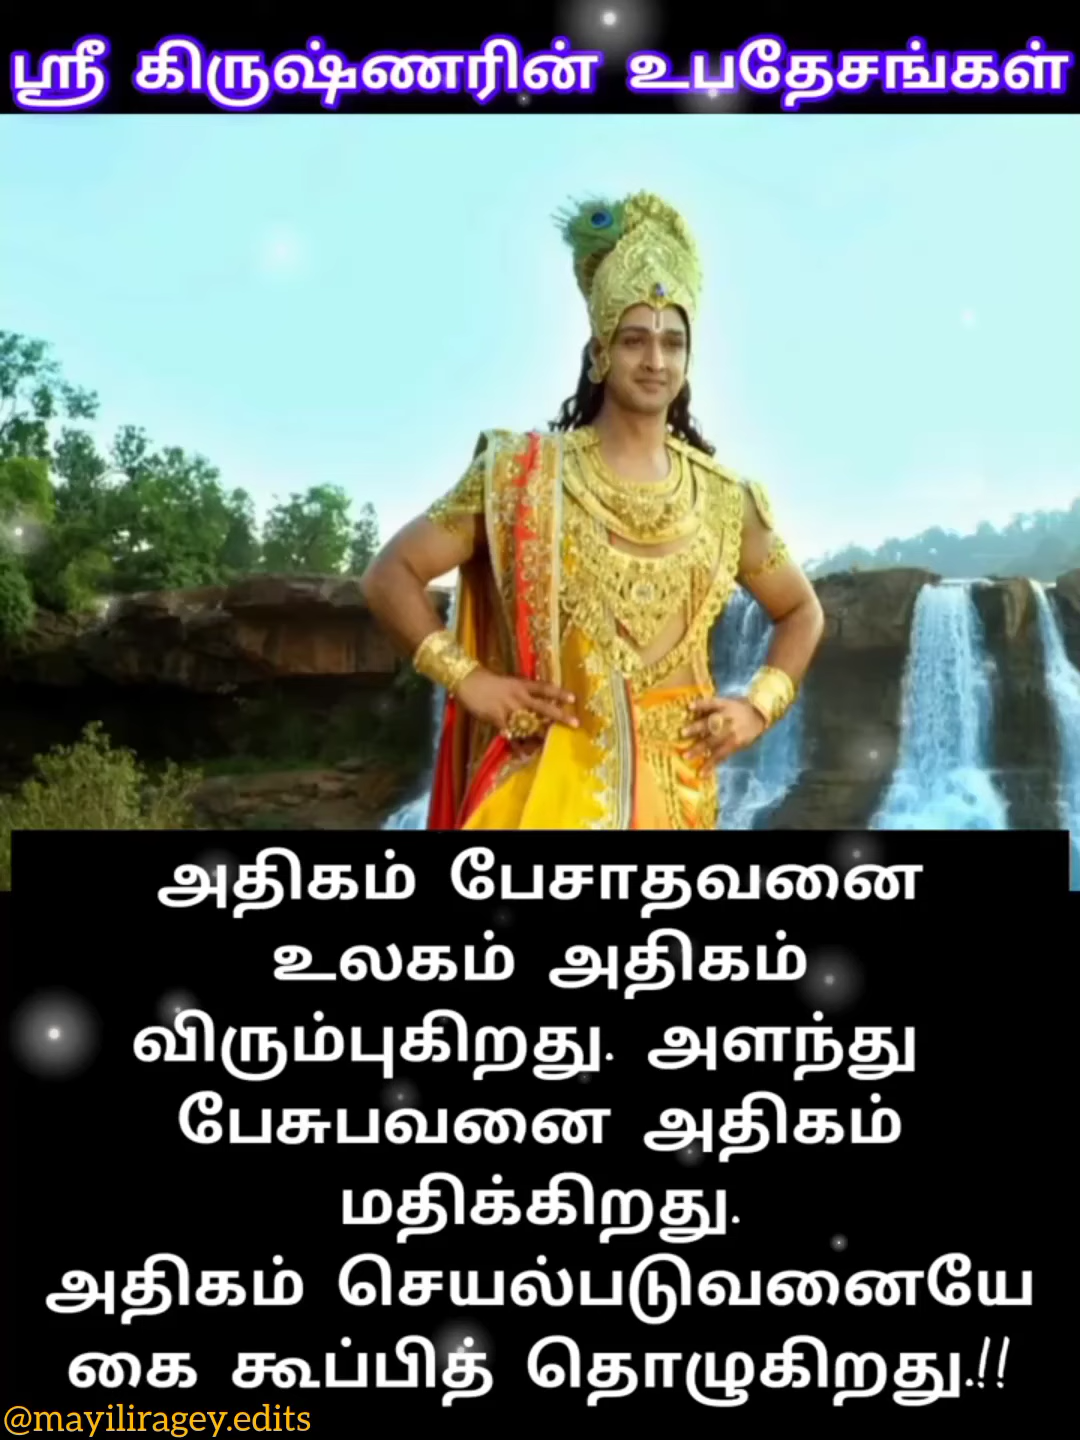 ஸ்ரீ கிருஷ்ணரின் உபதேசங்கள்
அதிகம் பேசாதவனை
உலகம் அதிகம்
விரும்புகிறது. அளந்து
பேசுபவனை அதிகம்
மதிக்கிறது.
அதிகம் செயல்படுவனையே
கை கூப்பித் தொழுகிறது.!!
@mayiliragey.edits